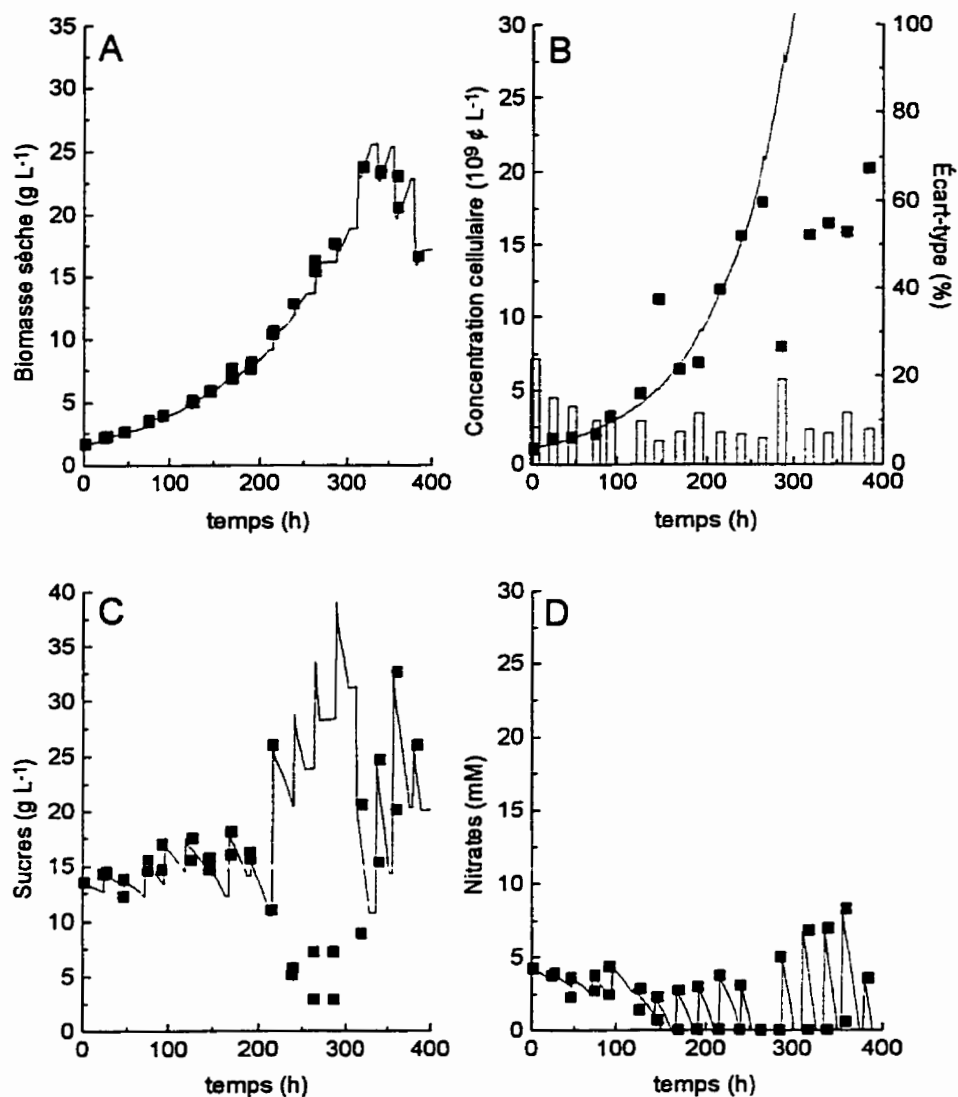 A
Biomasse sèche (g L-1)
35
30
25
20
15
10
5
0
0 100 200 300 400
temps (h)
B
Concentration cellulaire (10⁹ ¢ L-1)
30
25
20
15
10
5
0
100
80
60
40
20
0
Écart-type (%)
0 100 200 300 400
temps (h)
C
Sucres (g L-1)
40
35
30
25
20
15
10
5
0
0 100 200 300 400
temps (h)
D
Nitrates (mM)
30
25
20
15
10
5
0
0 100 200 300 400
temps (h)